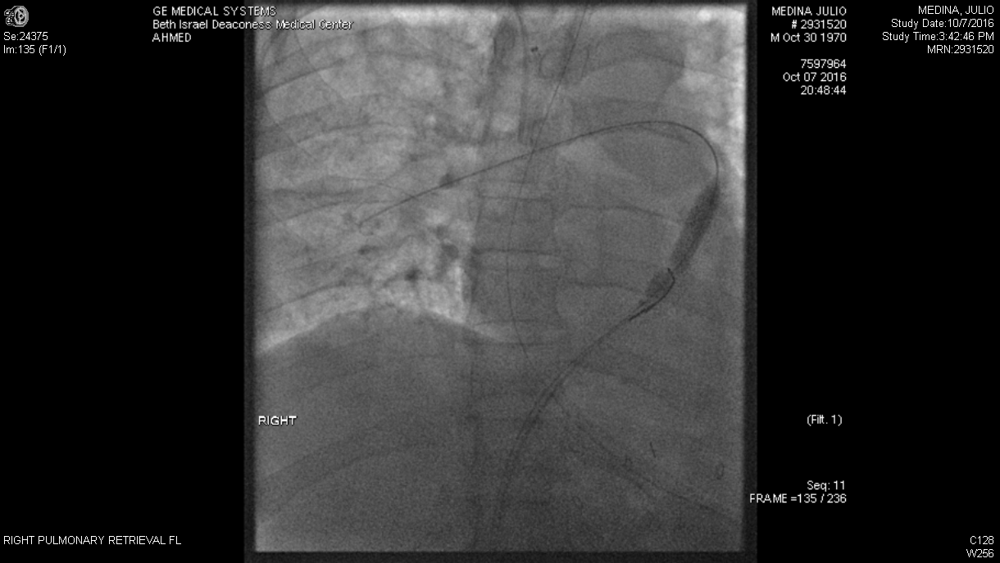 GE MEDICAL SYSTEMS
Beth Israel Deaconess Medical Center
AHMED
Se:24375
Im:135 (F1/1)
MEDINA JULIO
# 2931520
M Oct 30 1970
7597964
Oct 07 2016
20:48:44
MEDINA, JULIO
Study Date:10/7/2016
Study Time:3:42:46 PM
MRN:2931520
RIGHT
(Filt. 1)
Seq: 11
FRAME =135 / 236
RIGHT PULMONARY RETRIEVAL FL
C128
W256